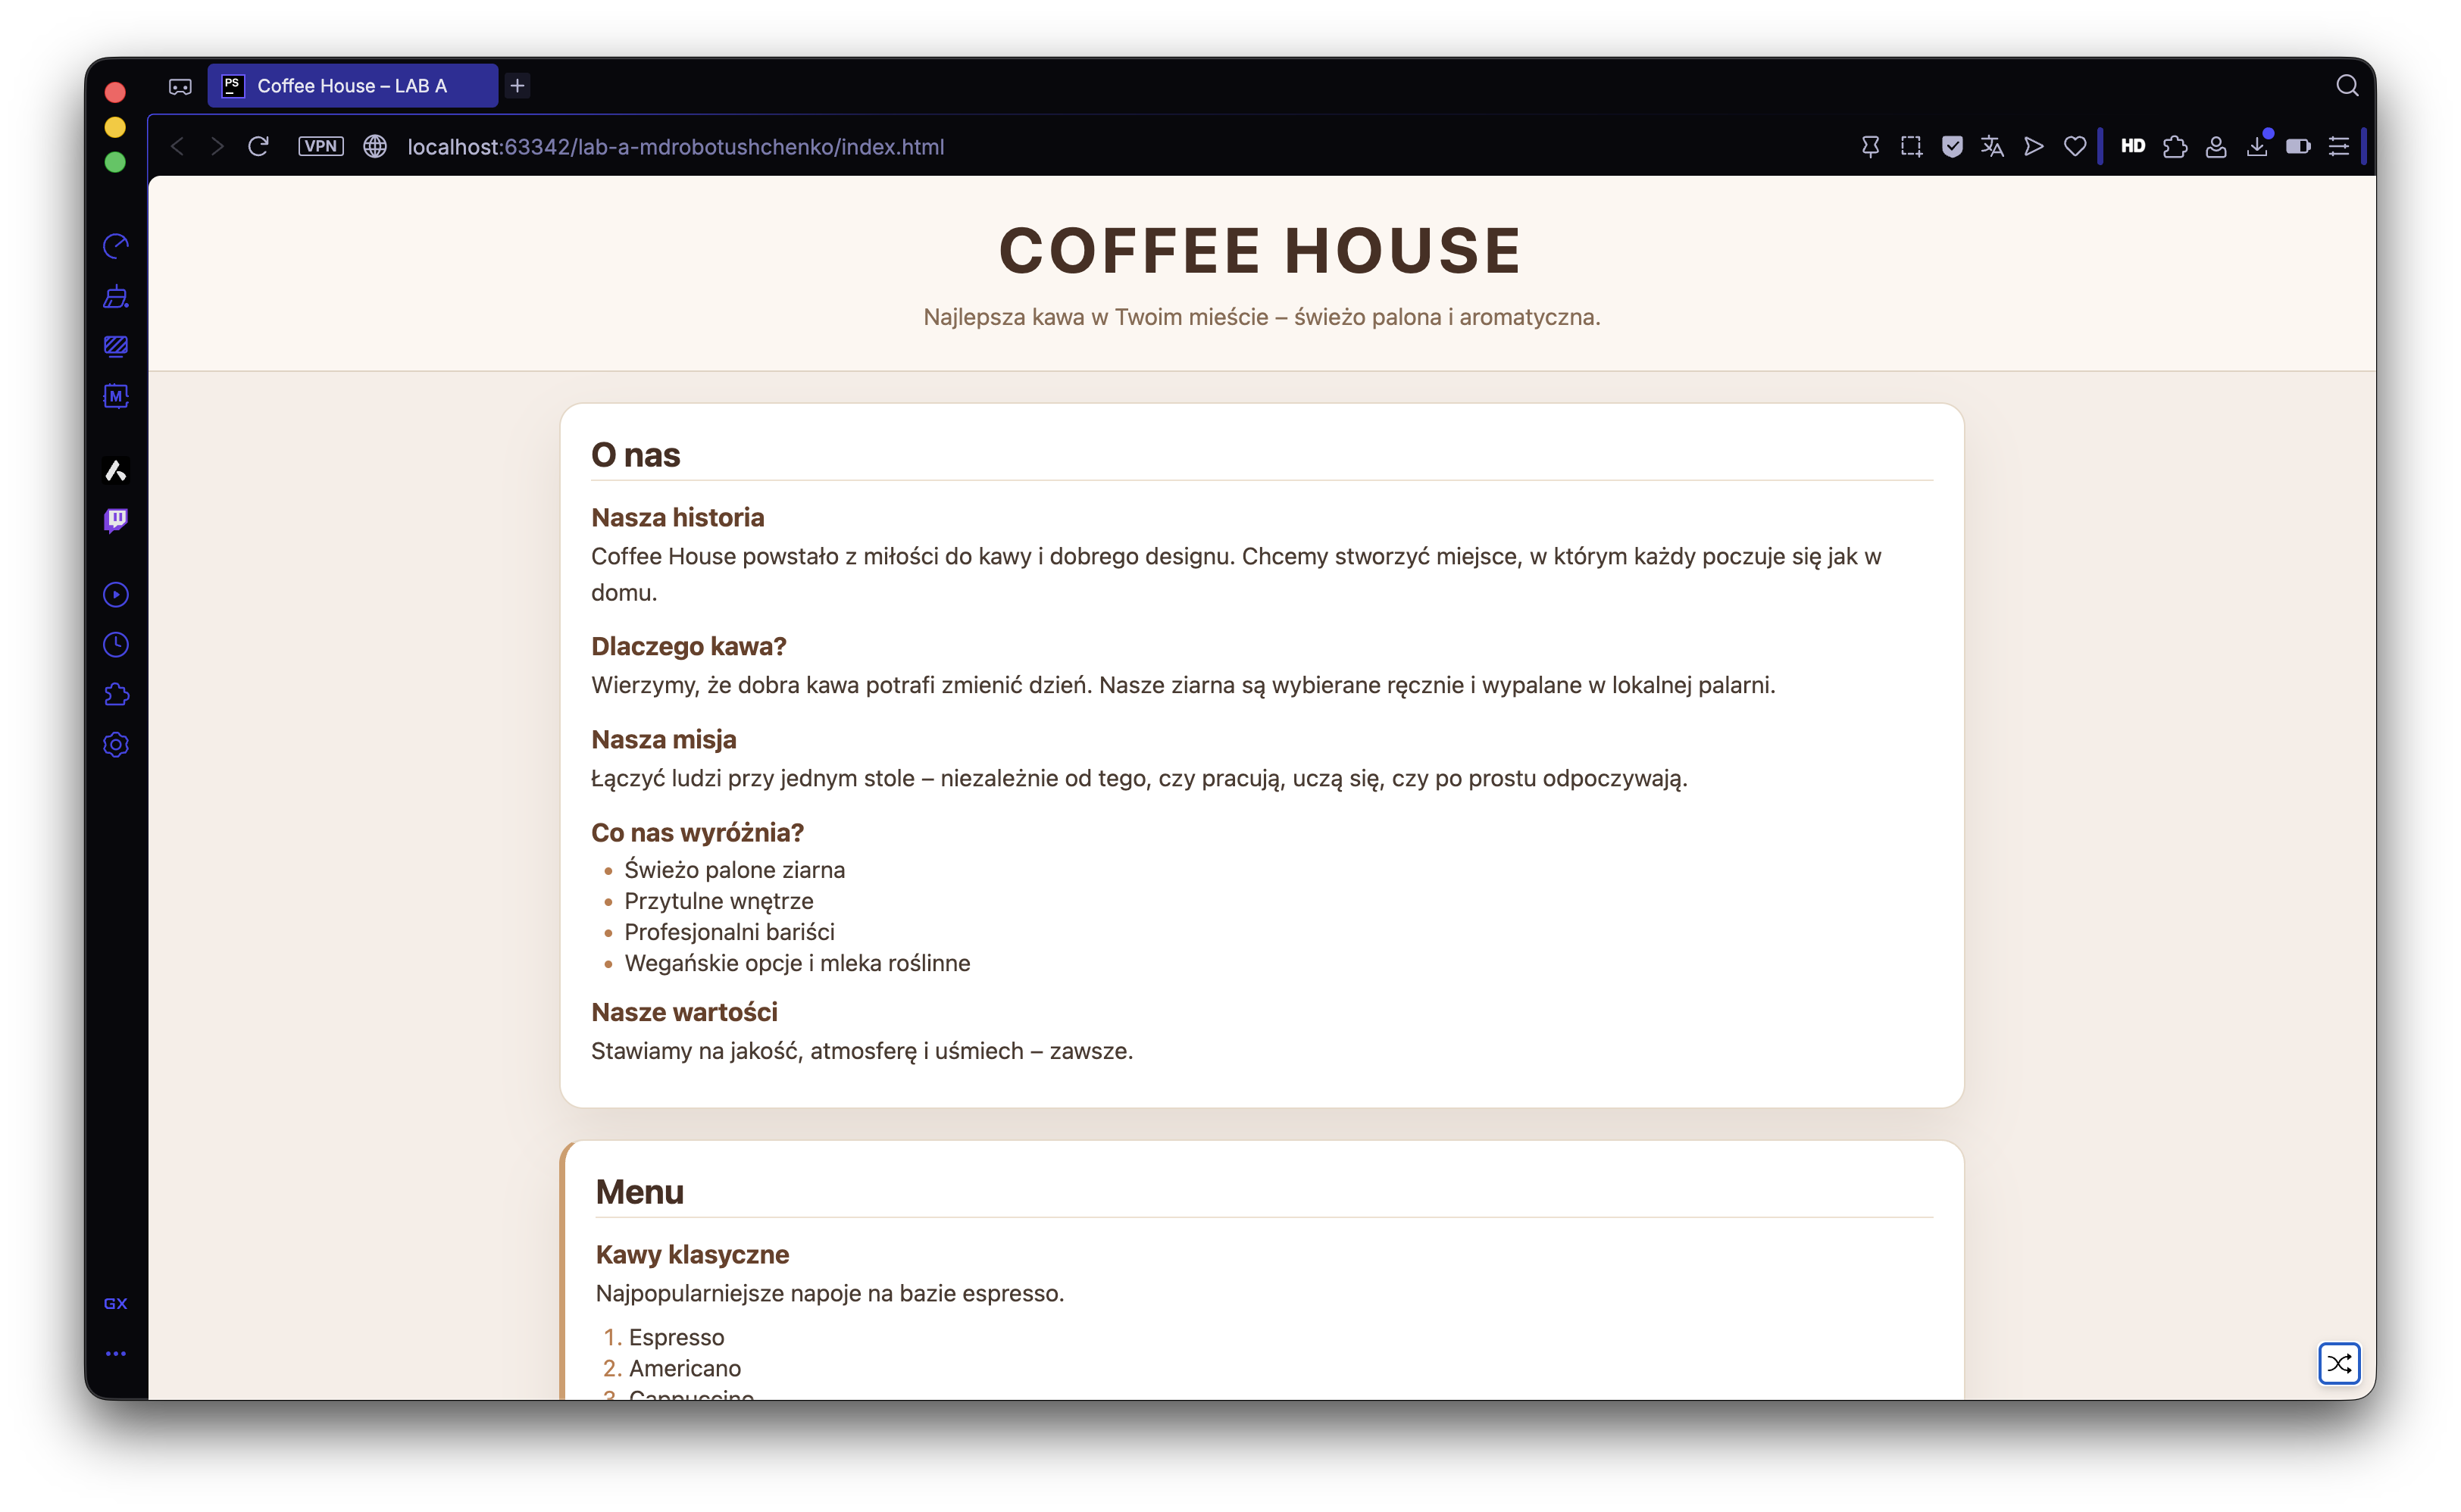 PS
Coffee House – LAB A
VPN
localhost:63342/lab-a-mdrobotushchenko/index.html
HD
M
GX
COFFEE HOUSE
Najlepsza kawa w Twoim mieście – świeżo palona i aromatyczna.
O nas
Nasza historia
Coffee House powstało z miłości do kawy i dobrego designu. Chcemy stworzyć miejsce, w którym każdy poczuje się jak w
domu.
Dlaczego kawa?
Wierzymy, że dobra kawa potrafi zmienić dzień. Nasze ziarna są wybierane ręcznie i wypalane w lokalnej palarni.
Nasza misja
Łączyć ludzi przy jednym stole – niezależnie od tego, czy pracują, uczą się, czy po prostu odpoczywają.
Co nas wyróżnia?
• Świeżo palone ziarna
• Przytulne wnętrze
• Profesjonalni bariści
• Wegańskie opcje i mleka roślinne
Nasze wartości
Stawiamy na jakość, atmosferę i uśmiech – zawsze.
Menu
Kawy klasyczne
Najpopularniejsze napoje na bazie espresso.
1. Espresso
2. Americano
3. Cappuccino